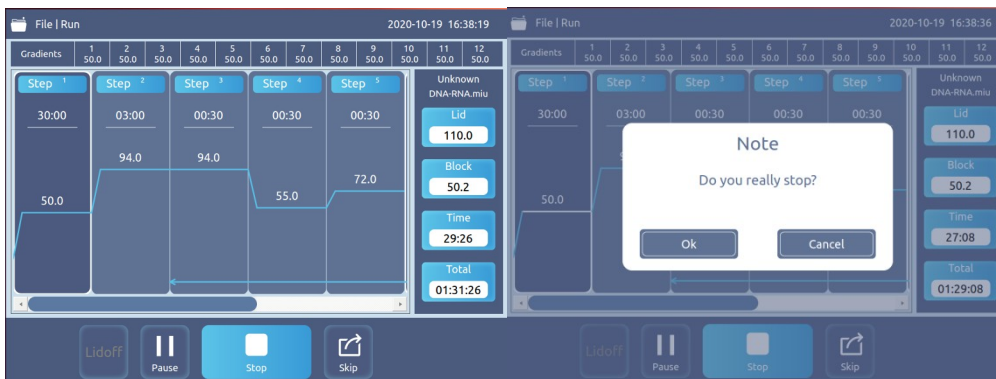 File | Run 2020-10-19 16:38:19
Gradients 1 2 3 4 5 6 7 8 9 10 11 12
50.0 50.0 50.0 50.0 50.0 50.0 50.0 50.0 50.0 50.0 50.0 50.0
Step 1 Step 2 Step 3 Step 4 Step 5
Unknown
DNA-RNA.miu
30:00 03:00 00:30 00:30 00:30
Lid
110.0
94.0 94.0
Block
50.2
72.0
50.0 55.0
Time
29:26
Total
01:31:26
Lidoff Pause Stop Skip
File | Run 2020-10-19 16:38:36
Gradients 1 2 3 4 5 6 7 8 9 10 11 12
50.0 50.0 50.0 50.0 50.0 50.0 50.0 50.0 50.0 50.0 50.0 50.0
Step 1 Step 2 Step 3 Step 4 Step 5
Unknown
DNA-RNA.miu
30:00 03:00 00:30 00:30 00:30
Lid
110.0
Note
Do you really stop?
Block
50.2
50.0
Time
27:08
Ok Cancel
Total
01:29:08
Lidoff Pause Stop Skip